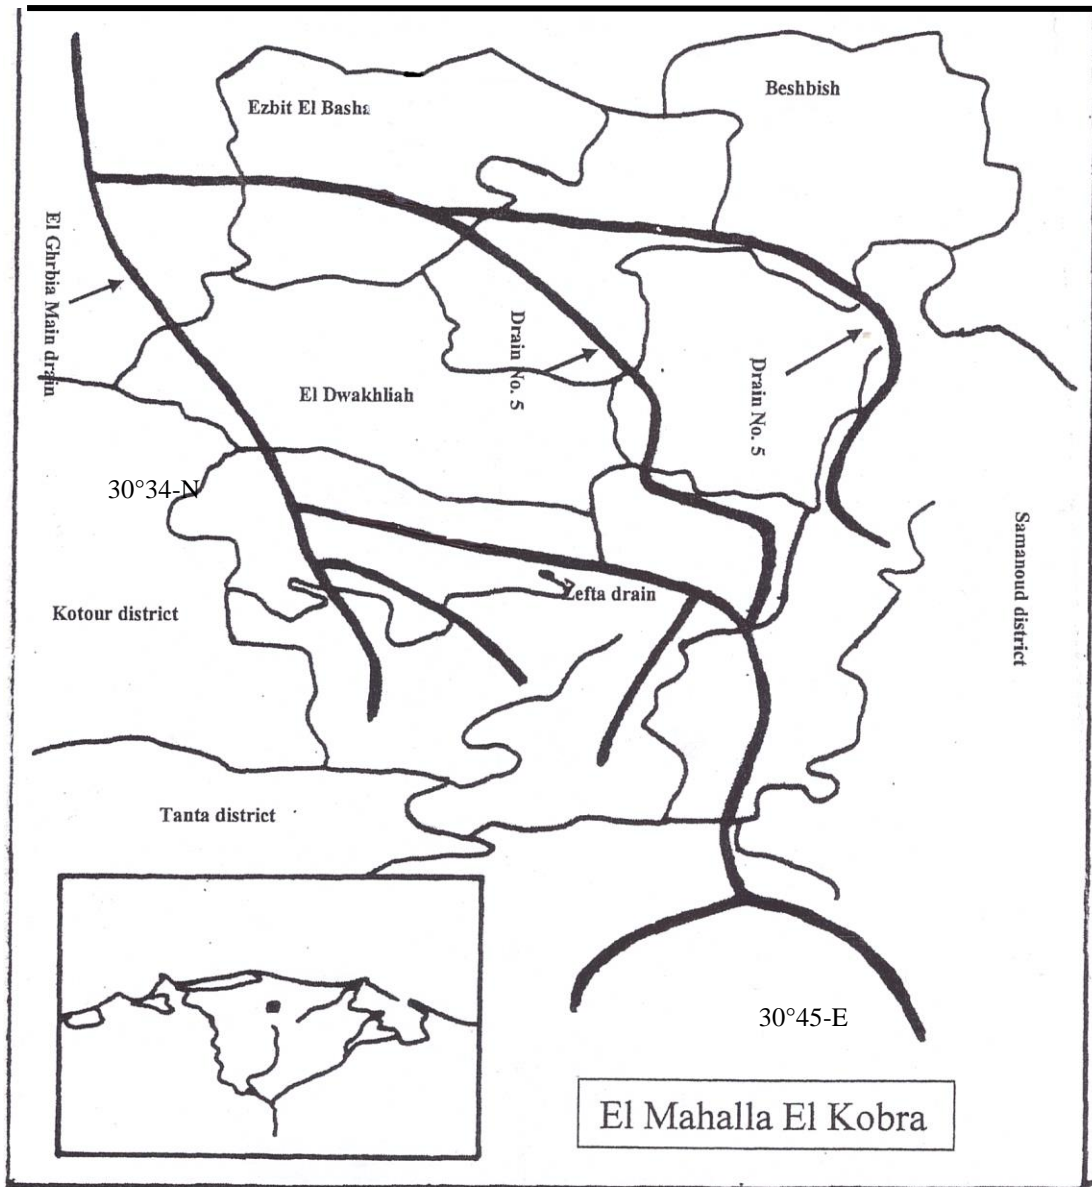 Ezbit El Basha
Beshbish
El Ghrbia Main drain
Drain No. 5
Drain No. 5
El Dwakhliah
30°34-N
Samanoud district
Zefta drain
Kotour district
Tanta district
30°45-E
El Mahalla El Kobra